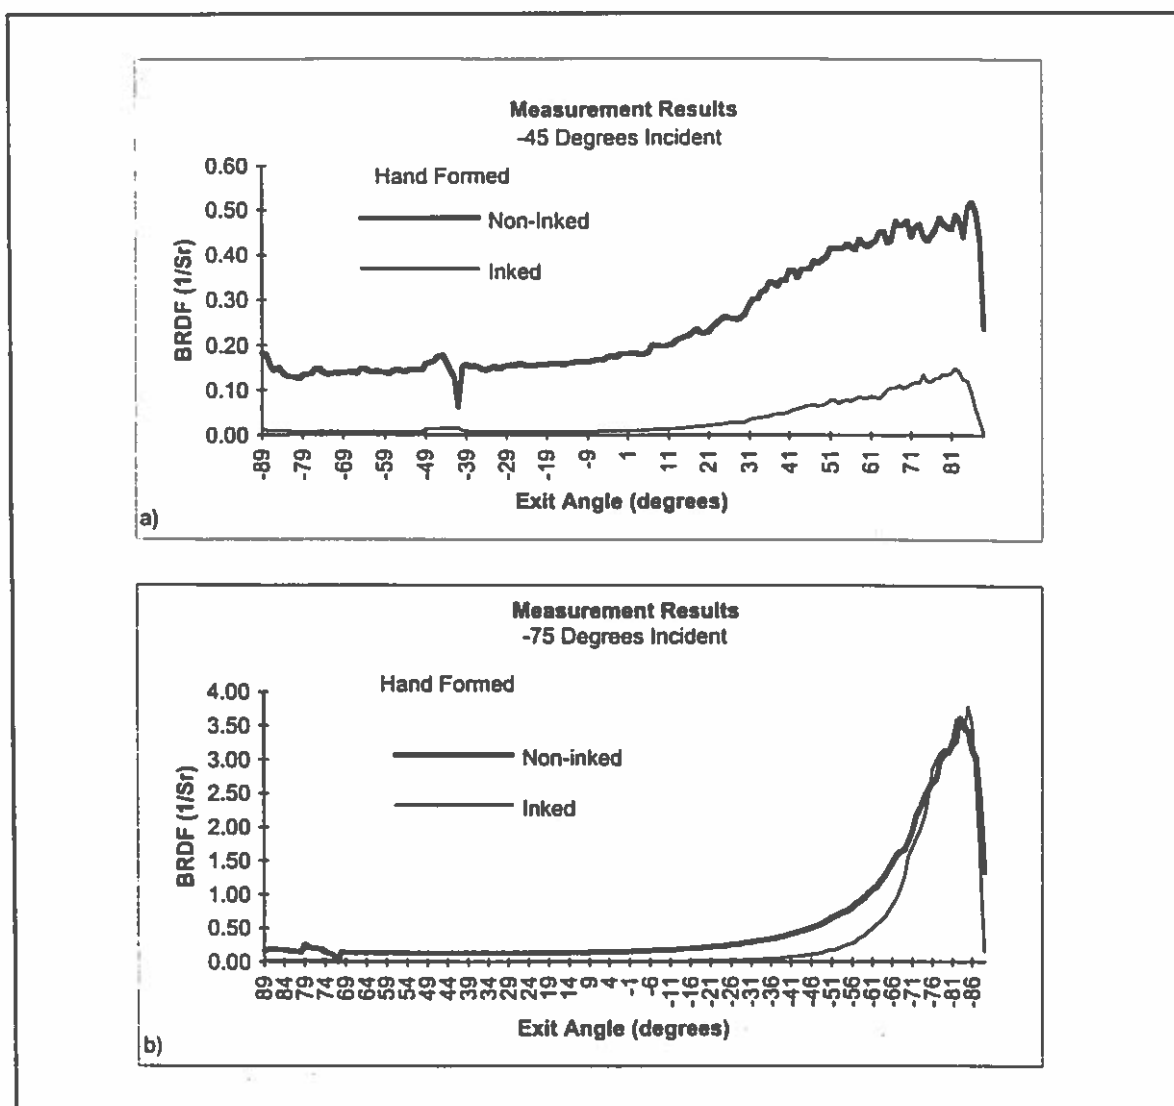 Measurement Results
-45 Degrees Incident
Hand Formed
Non-Inked
Inked
0.60
0.50
0.40
0.30
0.20
0.10
0.00
BRDF (1/Sr)
-89 -79 -69 -59 -49 -39 -29 -19 -9 1 11 21 31 41 51 61 71 81
Exit Angle (degrees)
a)
Measurement Results
-75 Degrees Incident
Hand Formed
Non-inked
Inked
4.00
3.50
3.00
2.50
2.00
1.50
1.00
0.50
0.00
BRDF (1/Sr)
89 84 79 74 69 64 59 54 49 44 39 34 29 24 19 14 9 4 -1 -6 -11 -16 -21 -26 -31 -36 -41 -46 -51 -56 -61 -66 -71 -76 -81 -86
Exit Angle (degrees)
b)